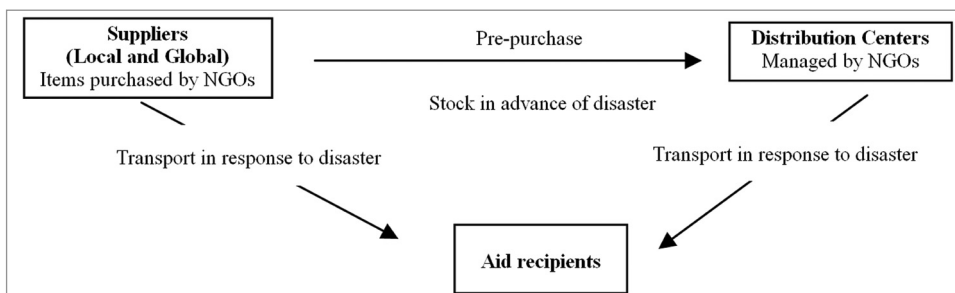 Suppliers
(Local and Global)
Items purchased by NGOs
Pre-purchase
Stock in advance of disaster
Distribution Centers
Managed by NGOs
Transport in response to disaster
Transport in response to disaster
Aid recipients